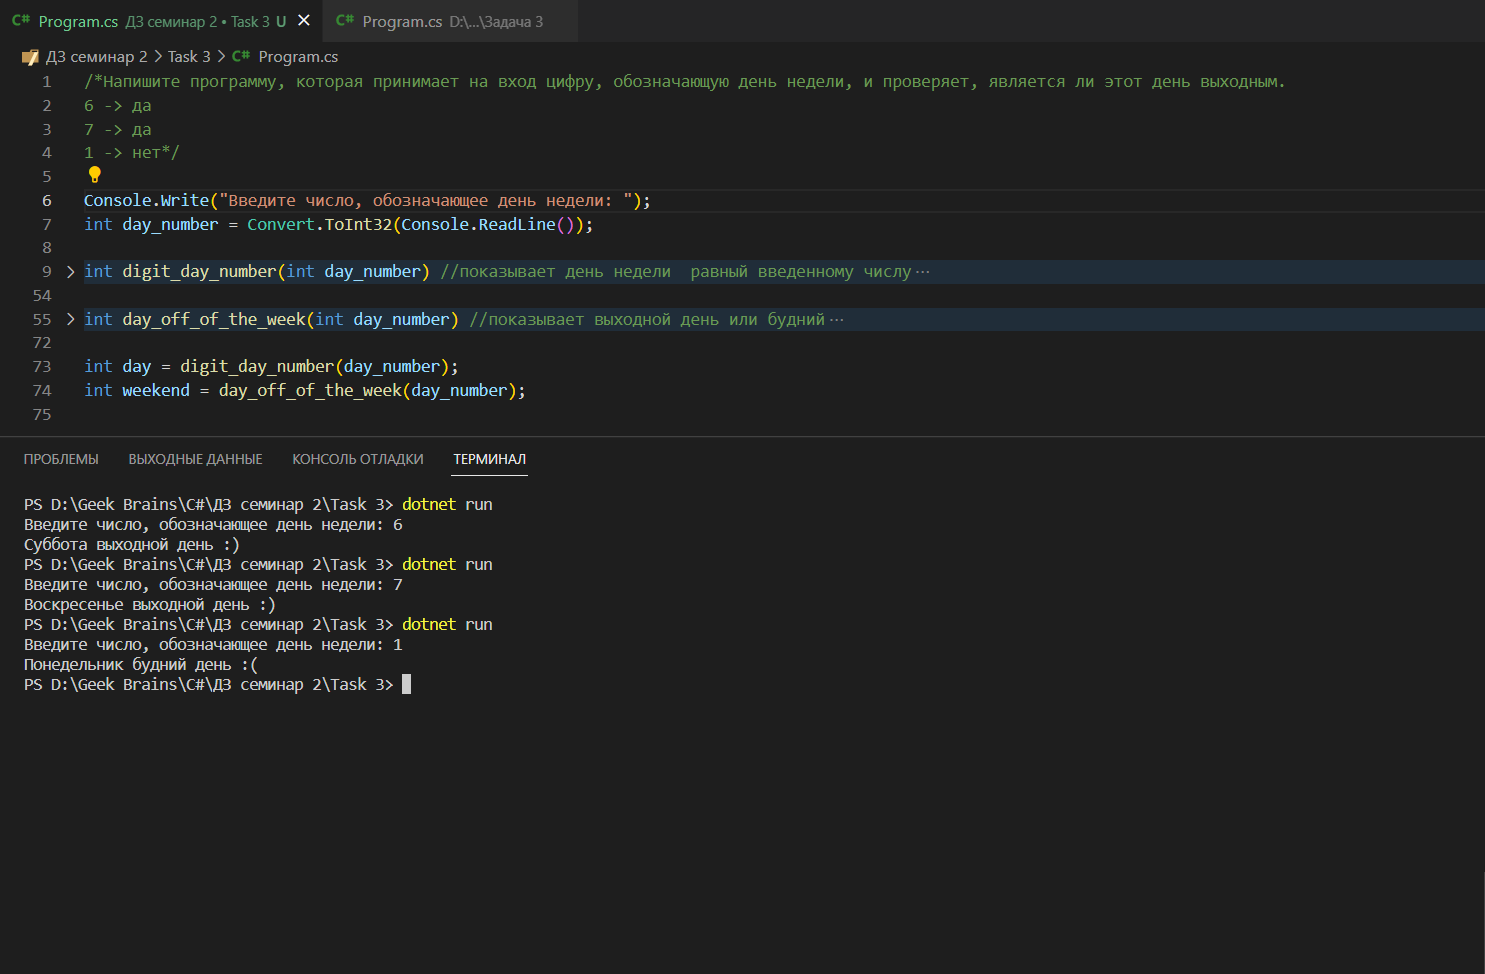 C# Program.cs ДЗ семинар 2 • Task 3 U × C# Program.cs D:\...\Задача 3
ДЗ семинар 2 > Task 3 > C# Program.cs
1 /*Напишите программу, которая принимает на вход цифру, обозначающую день недели, и проверяет, является ли этот день выходным.
2 6 -> да
3 7 -> да
4 1 -> нет*/
5
6 Console.Write("Введите число, обозначающее день недели: ");
7 int day_number = Convert.ToInt32(Console.ReadLine());
8
9 > int digit_day_number(int day_number) //показывает день недели  равный введенному числу ...
54
55 > int day_off_of_the_week(int day_number) //показывает выходной день или будний ...
72
73 int day = digit_day_number(day_number);
74 int weekend = day_off_of_the_week(day_number);
75
ПРОБЛЕМЫ ВЫХОДНЫЕ ДАННЫЕ КОНСОЛЬ ОТЛАДКИ ТЕРМИНАЛ
PS D:\Geek Brains\C#\ДЗ семинар 2\Task 3> dotnet run
Введите число, обозначающее день недели: 6
Суббота выходной день :)
PS D:\Geek Brains\C#\ДЗ семинар 2\Task 3> dotnet run
Введите число, обозначающее день недели: 7
Воскресенье выходной день :)
PS D:\Geek Brains\C#\ДЗ семинар 2\Task 3> dotnet run
Введите число, обозначающее день недели: 1
Понедельник будний день :(
PS D:\Geek Brains\C#\ДЗ семинар 2\Task 3>